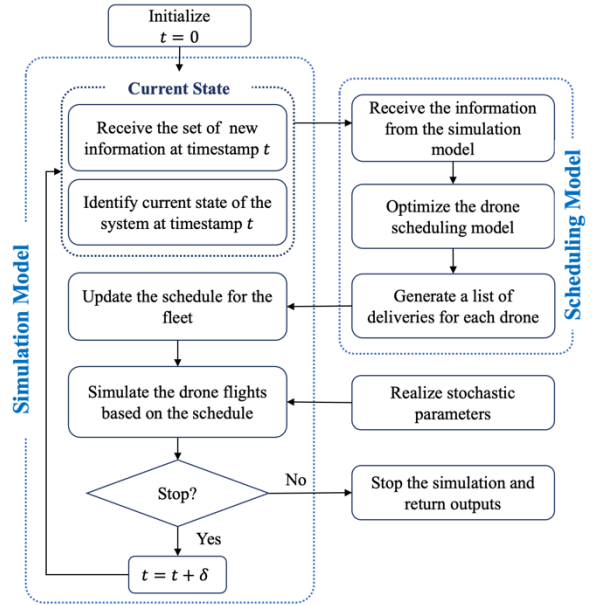 Initialize
t = 0
Current State
Receive the set of new
information at timestamp t
Identify current state of the
system at timestamp t
Update the schedule for the
fleet
Simulate the drone flights
based on the schedule
Stop?
No
Yes
t = t + δ
Simulation Model
Receive the information
from the simulation
model
Optimize the drone
scheduling model
Generate a list of
deliveries for each drone
Scheduling Model
Realize stochastic
parameters
Stop the simulation and
return outputs